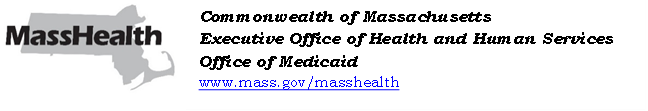 Commonwealth of Massachusetts
MassHealth
Executive Office of Health and Human Services
Office of Medicaid
www.mass.gov/masshealth